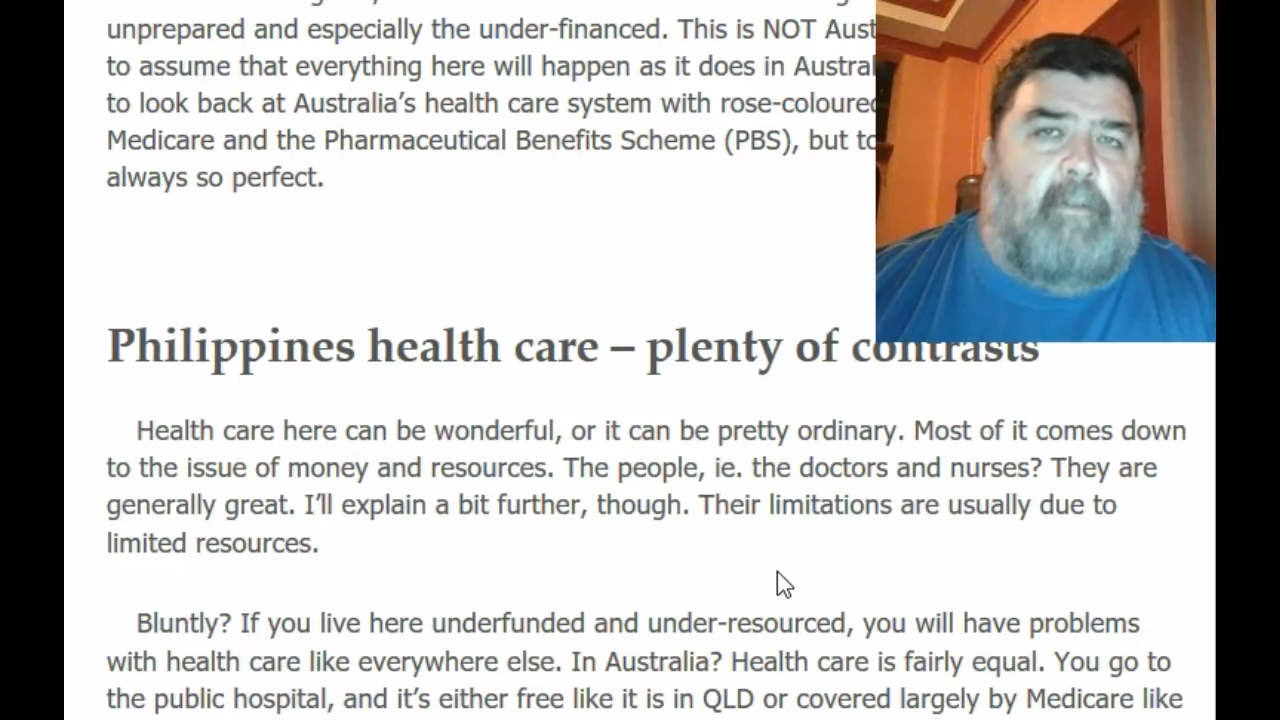 unprepared and especially the under-financed. This is NOT Aust
to assume that everything here will happen as it does in Austral
to look back at Australia's health care system with rose-coloured
Medicare and the Pharmaceutical Benefits Scheme (PBS), but to
always so perfect.
Philippines health care – plenty of contrasts
Health care here can be wonderful, or it can be pretty ordinary. Most of it comes down
to the issue of money and resources. The people, ie. the doctors and nurses? They are
generally great. I'll explain a bit further, though. Their limitations are usually due to
limited resources.
Bluntly? If you live here underfunded and under-resourced, you will have problems
with health care like everywhere else. In Australia? Health care is fairly equal. You go to
the public hospital, and it's either free like it is in QLD or covered largely by Medicare like